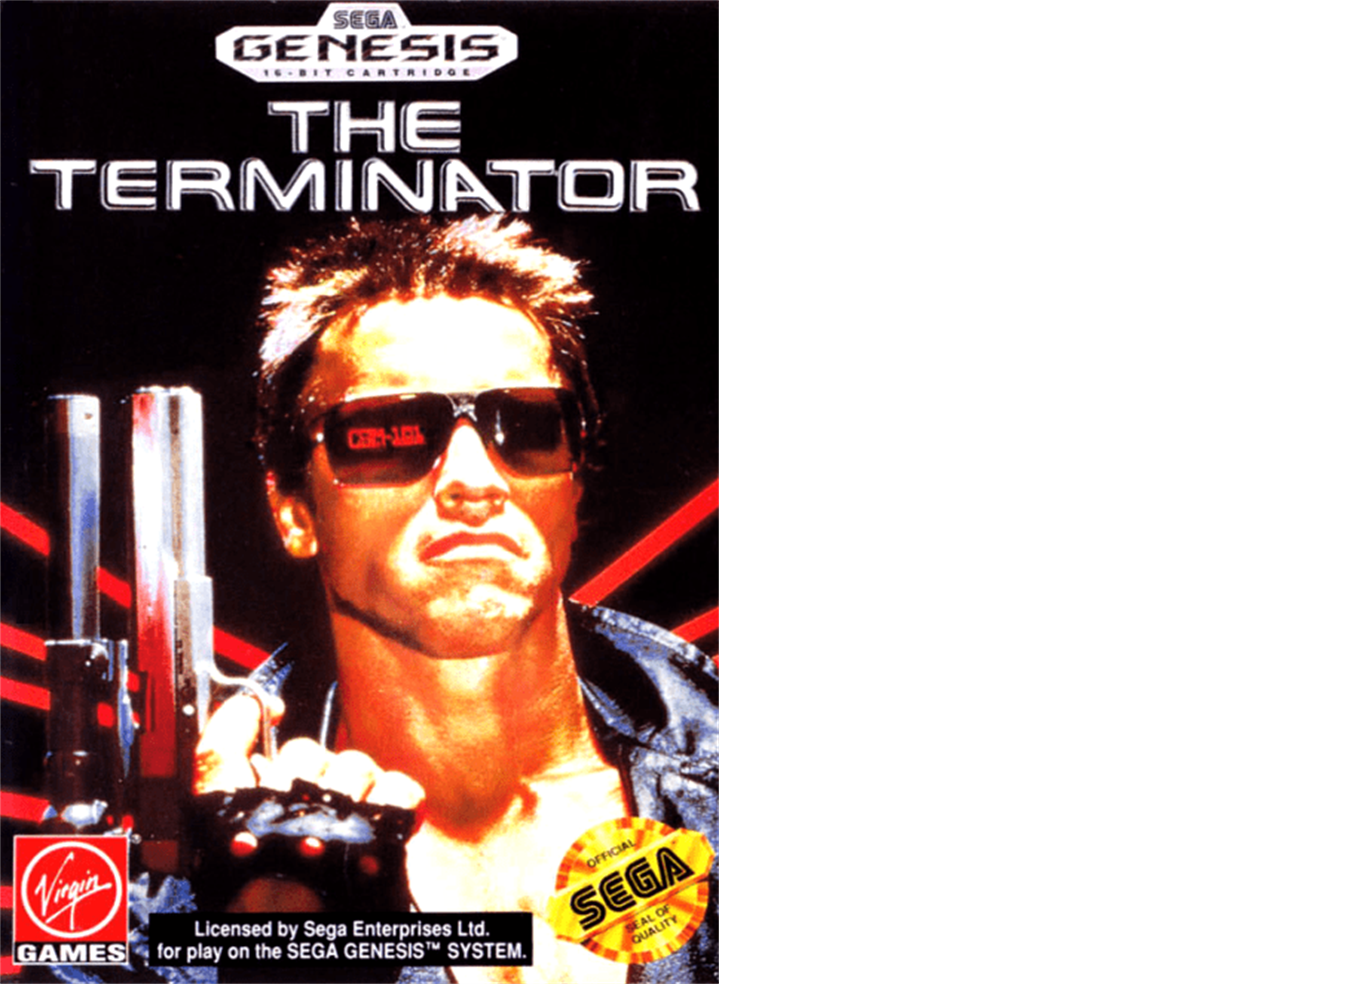 SEGA
GENESIS
16-BIT CARTRIDGE
THE
TERMINATOR
Virgin
GAMES
Licensed by Sega Enterprises Ltd.
for play on the SEGA GENESIS™ SYSTEM.
OFFICIAL
SEGA
SEAL OF
QUALITY